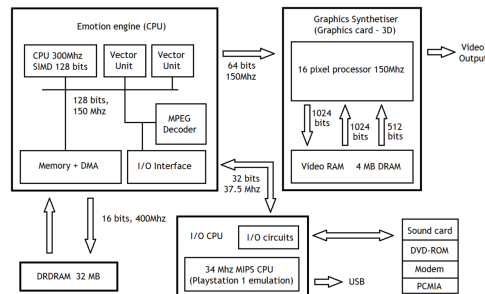 Emotion engine (CPU)
CPU 300Mhz
SIMD 128 bits
Vector
Unit
Vector
Unit
128 bits,
150 Mhz
MPEG
Decoder
Memory + DMA
I/O Interface
64 bits
150Mhz
Graphics Synthetiser
(Graphics card - 3D)
16 pixel processor 150Mhz
1024
bits
1024
bits
512
bits
Video RAM 4 MB DRAM
Video
Output
16 bits, 400Mhz
DRDRAM 32 MB
32 bits
37.5 Mhz
I/O CPU
I/O circuits
34 Mhz MIPS CPU
(Playstation 1 emulation)
USB
Sound card
DVD-ROM
Modem
PCMIA